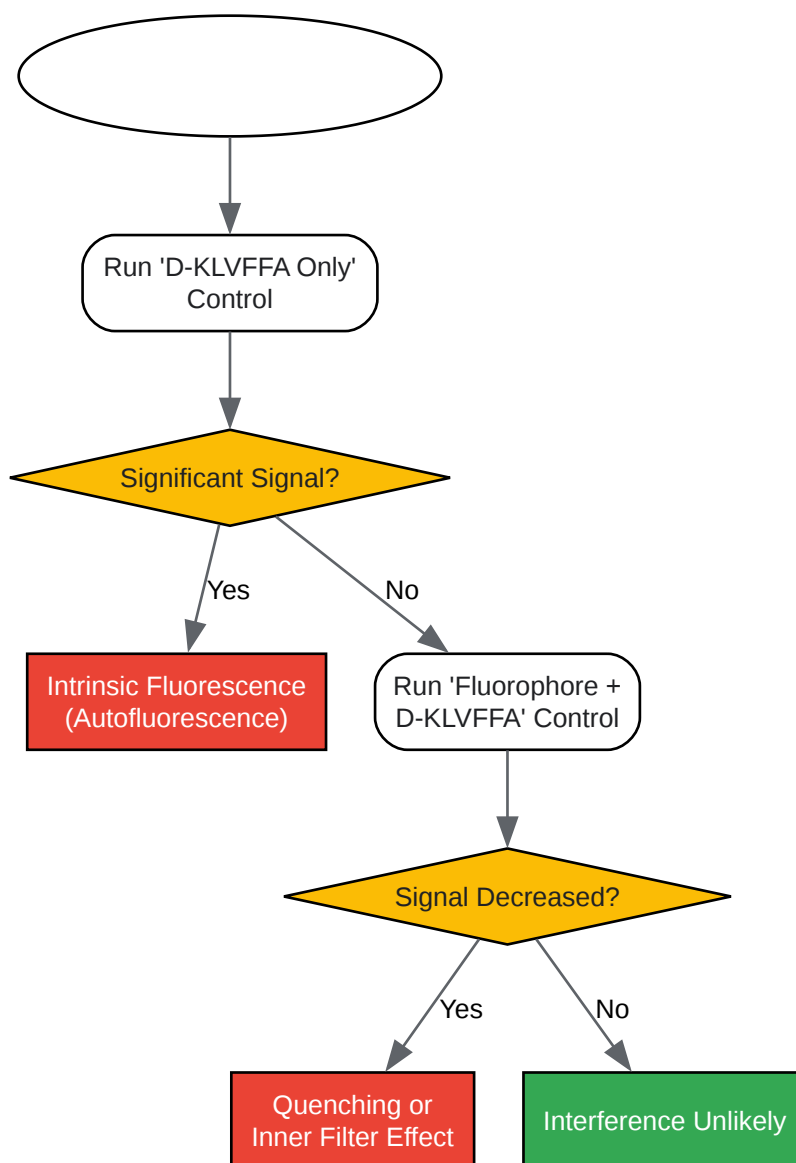 Run 'D-KLVFFA Only'
Control
Significant Signal?
Yes
No
Intrinsic Fluorescence
(Autofluorescence)
Run 'Fluorophore +
D-KLVFFA' Control
Signal Decreased?
Yes
No
Quenching or
Inner Filter Effect
Interference Unlikely